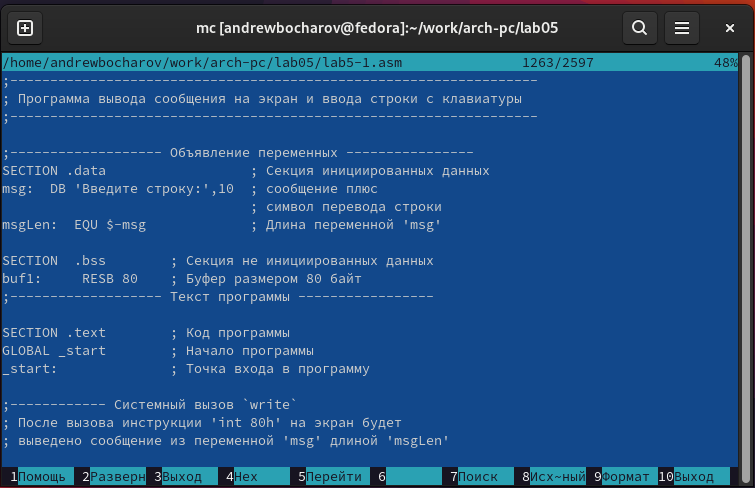 mc [andrewbocharov@fedora]:~/work/arch-pc/lab05
/home/andrewbocharov/work/arch-pc/lab05/lab5-1.asm 1263/2597 48%
;------------------------------------------------------------------
; Программа вывода сообщения на экран и ввода строки с клавиатуры
;------------------------------------------------------------------
;------------------- Объявление переменных ----------------
SECTION .data ; Секция инициированных данных
msg: DB 'Введите строку:',10 ; сообщение плюс
; символ перевода строки
msgLen: EQU $-msg ; Длина переменной 'msg'
SECTION .bss ; Секция не инициированных данных
buf1: RESB 80 ; Буфер размером 80 байт
;------------------- Текст программы -----------------
SECTION .text ; Код программы
GLOBAL _start ; Начало программы
_start: ; Точка входа в программу
;------------ Системный вызов `write`
; После вызова инструкции 'int 80h' на экран будет
; выведено сообщение из переменной 'msg' длиной 'msgLen'
1Помощь 2Разверн 3Выход 4Hex 5Перейти 6 7Поиск 8Исх~ный 9Формат 10Выход